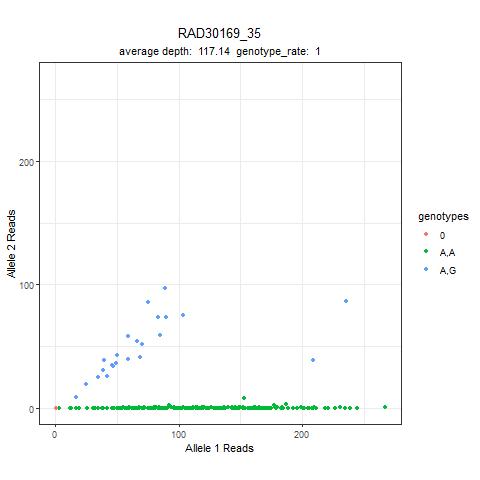 RAD30169_35
average depth:  117.14  genotype_rate:  1
Allele 2 Reads
200
100
0
0
100
200
Allele 1 Reads
genotypes
0
A,A
A,G